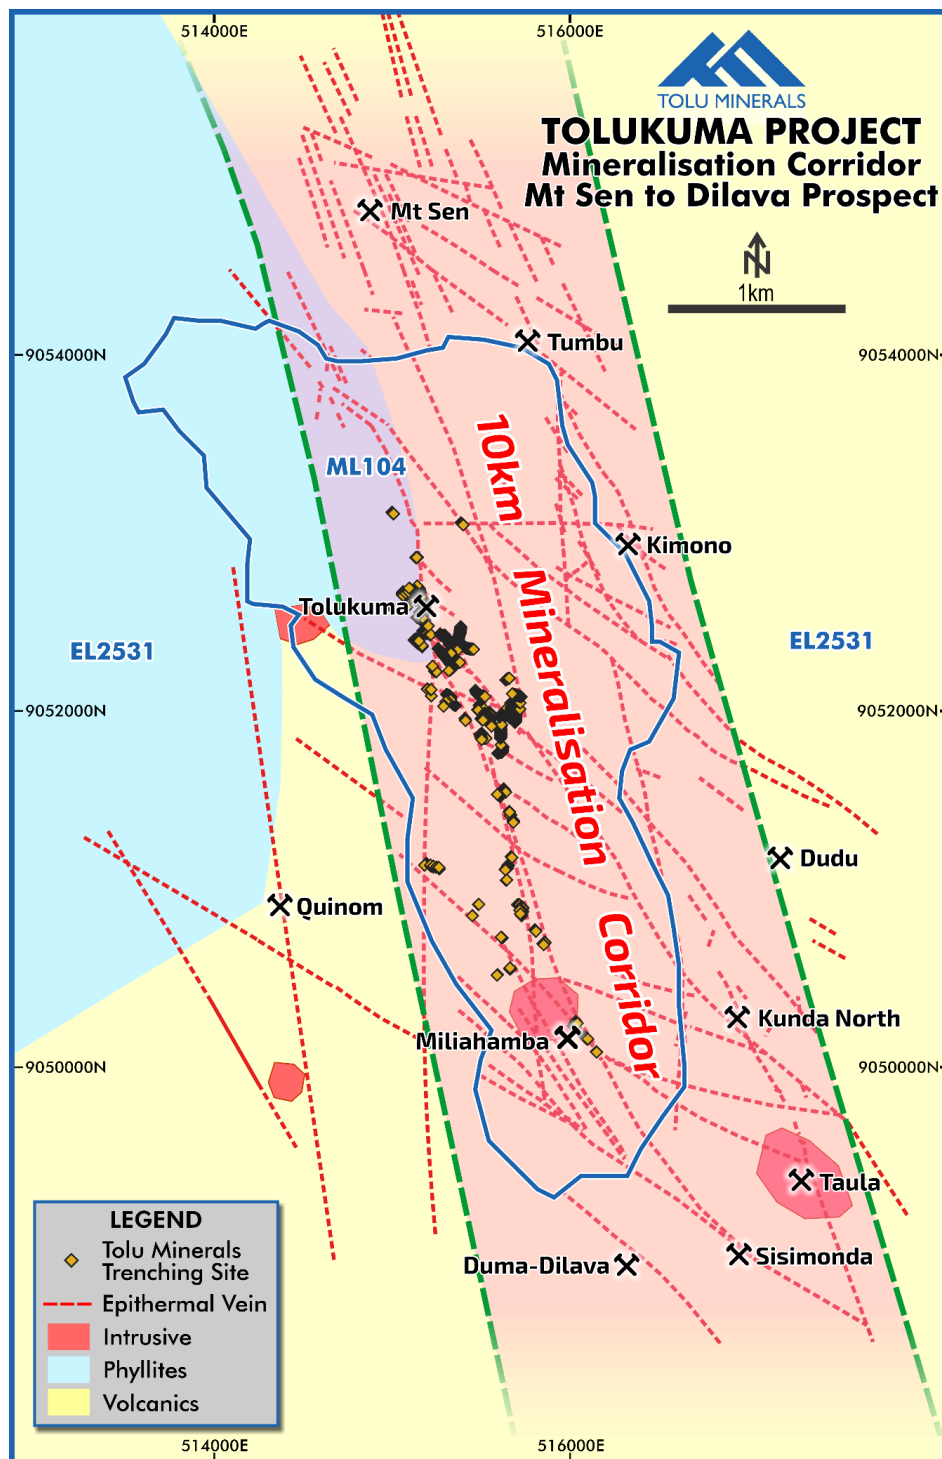 514000E
516000E
TOLU MINERALS
TOLUKUMA PROJECT
Mineralisation Corridor
Mt Sen to Dilava Prospect
N
1km
Mt Sen
Tumbu
9054000N
9054000N
ML104
10km Mineralisation Corridor
Kimono
Tolukuma
EL2531
EL2531
9052000N
9052000N
Dudu
Quinom
Kunda North
Miliahamba
9050000N
9050000N
Taula
Sisimonda
Duma-Dilava
LEGEND
Tolu Minerals
Trenching Site
Epithermal Vein
Intrusive
Phyllites
Volcanics
514000E
516000E